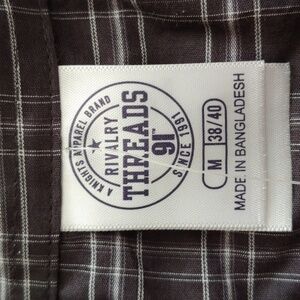 A KNIGHTS APPAREL BRAND
RIVALRY
THREADS
91
SINCE 1991
M 38/40
MADE IN BANGLADESH